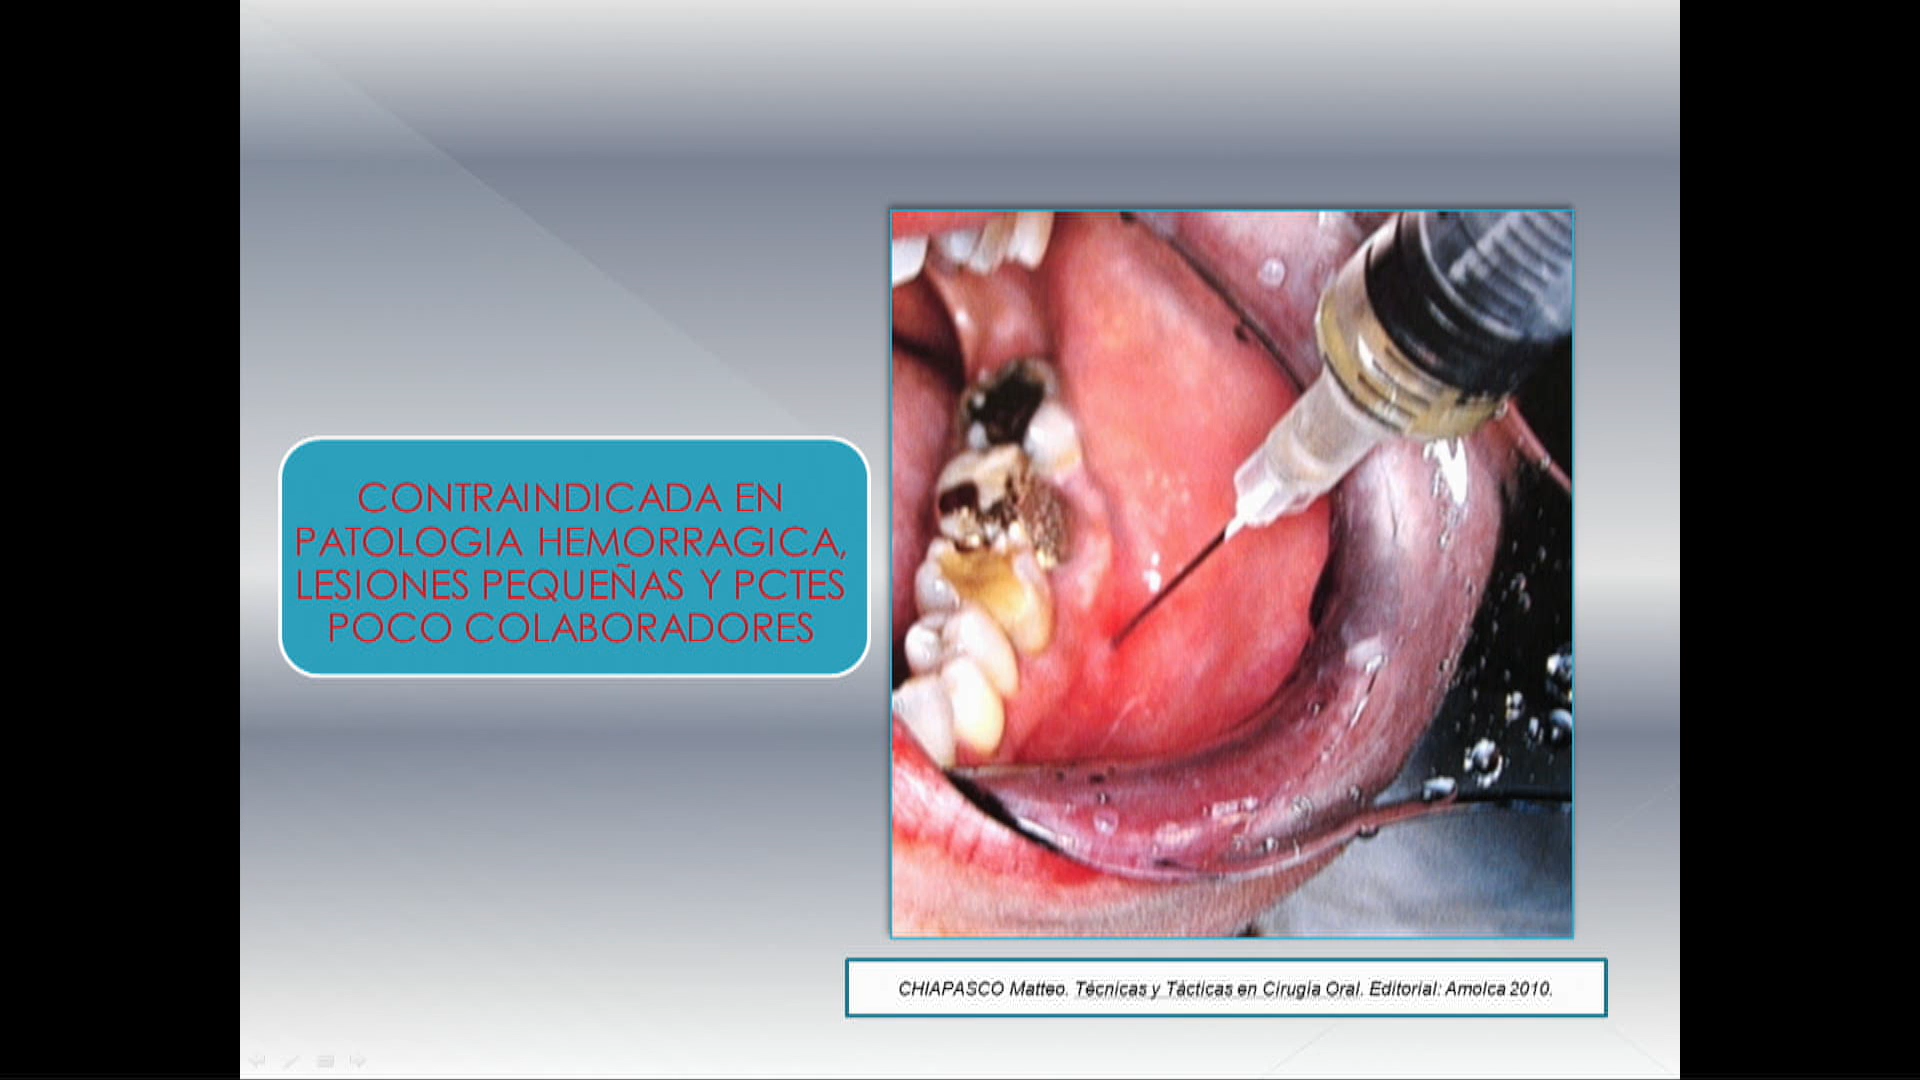 CONTRAINDICADA EN
PATOLOGIA HEMORRAGICA,
LESIONES PEQUEÑAS Y PCTES
POCO COLABORADORES
CHIAPASCO Matteo. Técnicas y Tácticas en Cirugía Oral. Editorial: Amolca 2010.